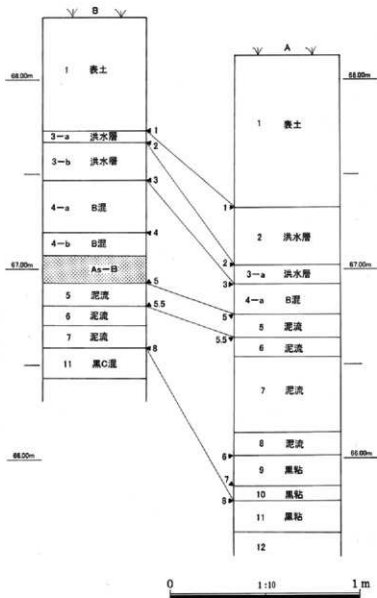 B
A
68.00m
68.00m
1 表土
1 表土
1
3-a 洪水層
2
3-b 洪水層
3
4-a B混
4
4-b B混
67.00m
As-B
5
5 泥流
5.5
6 泥流
7 泥流
8
11 黒C混
66.00m
1
2 洪水層
67.00m
2
3-a 洪水層
3
4-a B混
5
5 泥流
5.5
6 泥流
7 泥流
8 泥流
66.00m
6
9 黒粘
7
10 黒粘
8
11 黒粘
12
0 1:10 1m